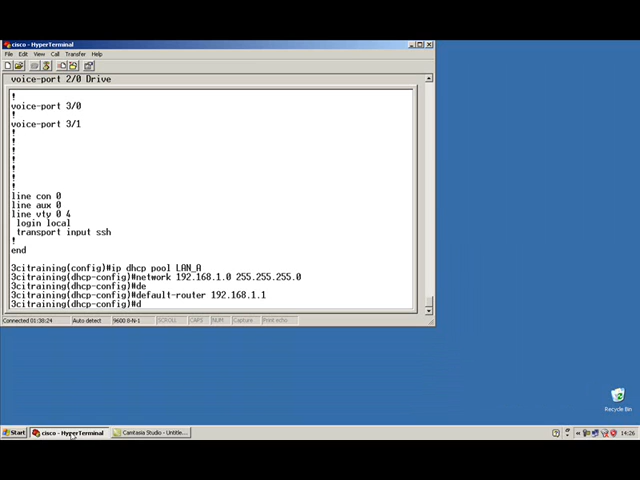 cisco - HyperTerminal
File Edit View Call Transfer Help
voice-port 2/0 Drive
!
voice-port 3/0
!
voice-port 3/1
!
!
!
!
!
!
!
line con 0
line aux 0
line vty 0 4
login local
transport input ssh
!
end
3citraining(config)#ip dhcp pool LAN_A
3citraining(dhcp-config)#network 192.168.1.0 255.255.255.0
3citraining(dhcp-config)#de
3citraining(dhcp-config)#default-router 192.168.1.1
3citraining(dhcp-config)#d
Connected 01:38:24 Auto detect 9600 8-N-1 SCROLL CAPS NUM Capture Print echo
Recycle Bin
Start cisco - HyperTerminal Camtasia Studio - Untitle... 14:26